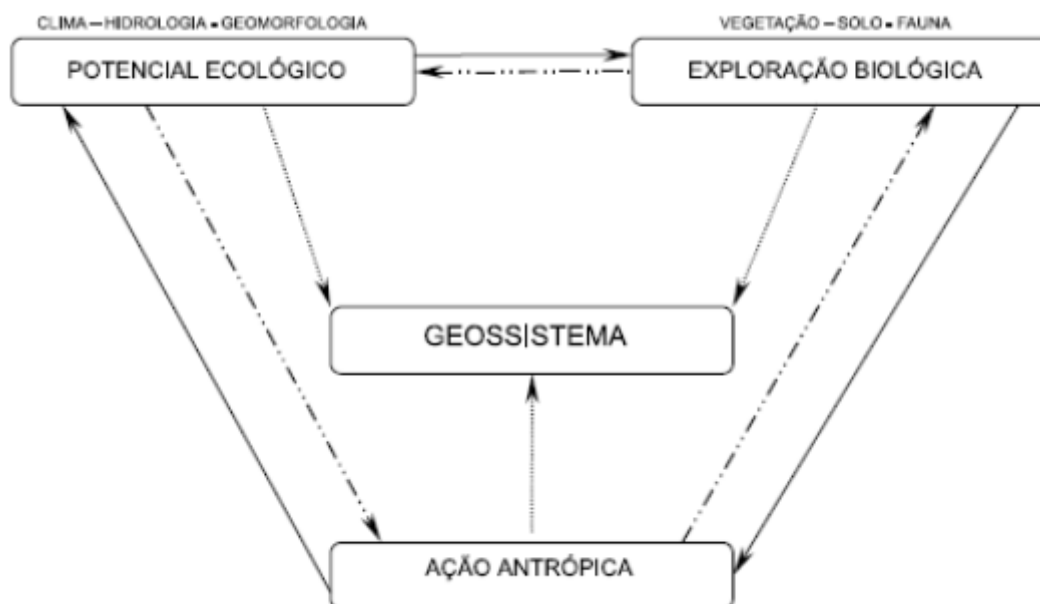 CLIMA – HIDROLOGIA - GEOMORFOLOGIA
VEGETAÇÃO – SOLO - FAUNA
POTENCIAL ECOLÓGICO
EXPLORAÇÃO BIOLÓGICA
GEOSSISTEMA
AÇÃO ANTRÓPICA